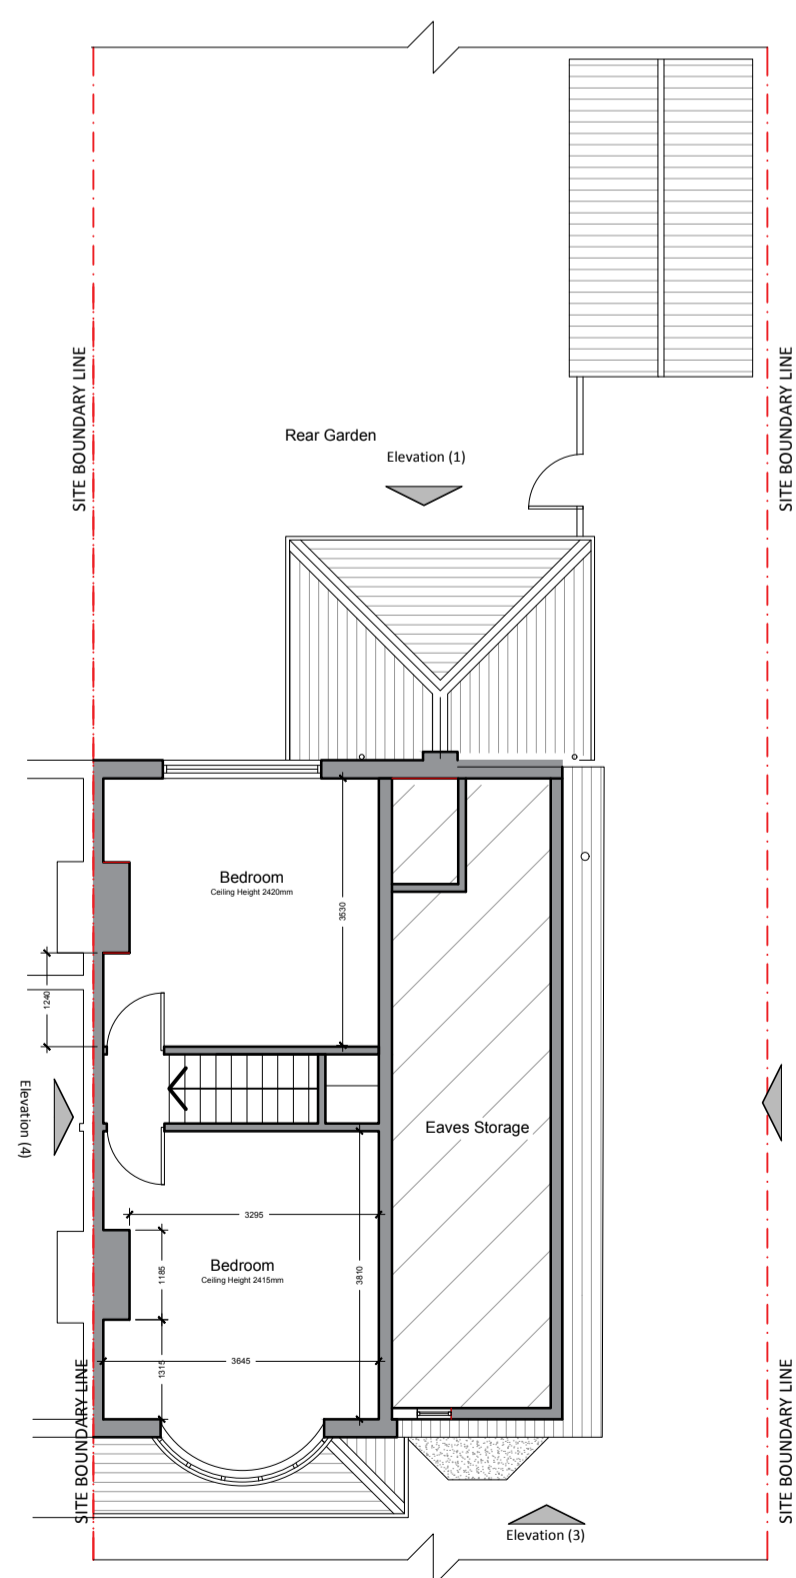 SITE BOUNDARY LINE
SITE BOUNDARY LINE
Rear Garden
Elevation (1)
Bedroom
Ceiling Height 2420mm
3530
1240
Elevation (4)
Eaves Storage
3295
Bedroom
Ceiling Height 2415mm
1185
3810
3645
1315
SITE BOUNDARY LINE
SITE BOUNDARY LINE
Elevation (3)